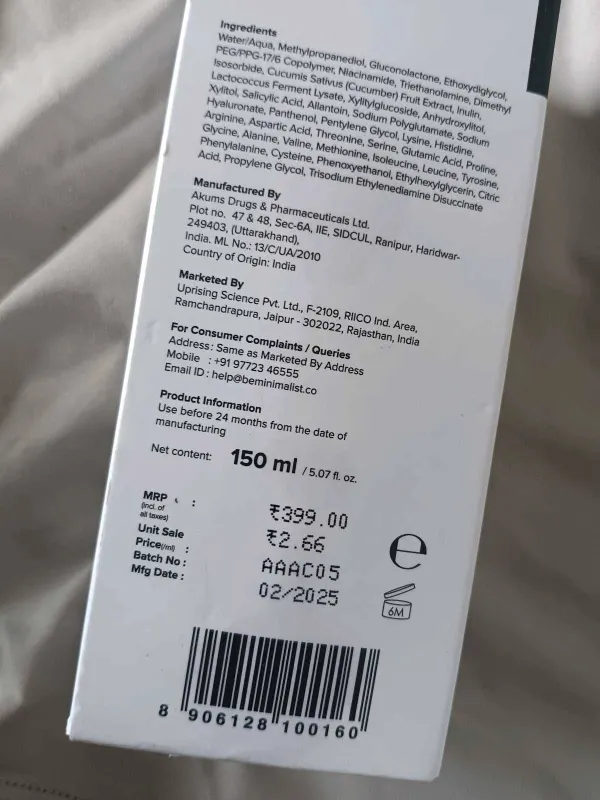 Ingredients
Water/Aqua, Methylpropanediol, Gluconolactone, Ethoxydiglycol,
PEG/PPG-17/6 Copolymer, Niacinamide, Triethanolamine, Dimethyl
Isosorbide, Cucumis Sativus (Cucumber) Fruit Extract, Inulin,
Lactococcus Ferment Lysate, Xylitylglucoside, Anhydroxylitol,
Xylitol, Salicylic Acid, Allantoin, Sodium Polyglutamate, Sodium
Hyaluronate, Panthenol, Pentylene Glycol, Lysine, Histidine,
Arginine, Aspartic Acid, Threonine, Serine, Glutamic Acid, Proline,
Glycine, Alanine, Valine, Methionine, Isoleucine, Leucine, Tyrosine,
Phenylalanine, Cysteine, Phenoxyethanol, Ethylhexylglycerin, Citric
Acid, Propylene Glycol, Trisodium Ethylenediamine Disuccinate
Manufactured By
Akums Drugs & Pharmaceuticals Ltd.
Plot no. 47 & 48, Sec-6A, IIE, SIDCUL, Ranipur, Haridwar-
249403, (Uttarakhand),
India. ML No.: 13/C/UA/2010
Country of Origin: India
Marketed By
Uprising Science Pvt. Ltd., F-2109, RIICO Ind. Area,
Ramchandrapura, Jaipur - 302022, Rajasthan, India
For Consumer Complaints / Queries
Address: Same as Marketed By Address
Mobile : +91 97723 46555
Email ID : help@beminimalist.co
Product Information
Use before 24 months from the date of
manufacturing
Net content: 150 ml / 5.07 fl. oz.
MRP : ₹399.00
(incl. of
all taxes)
Unit Sale ₹2.66
Price(/ml) :
Batch No : AAAC05
Mfg Date : 02/2025
e
6M
8 906128 100160